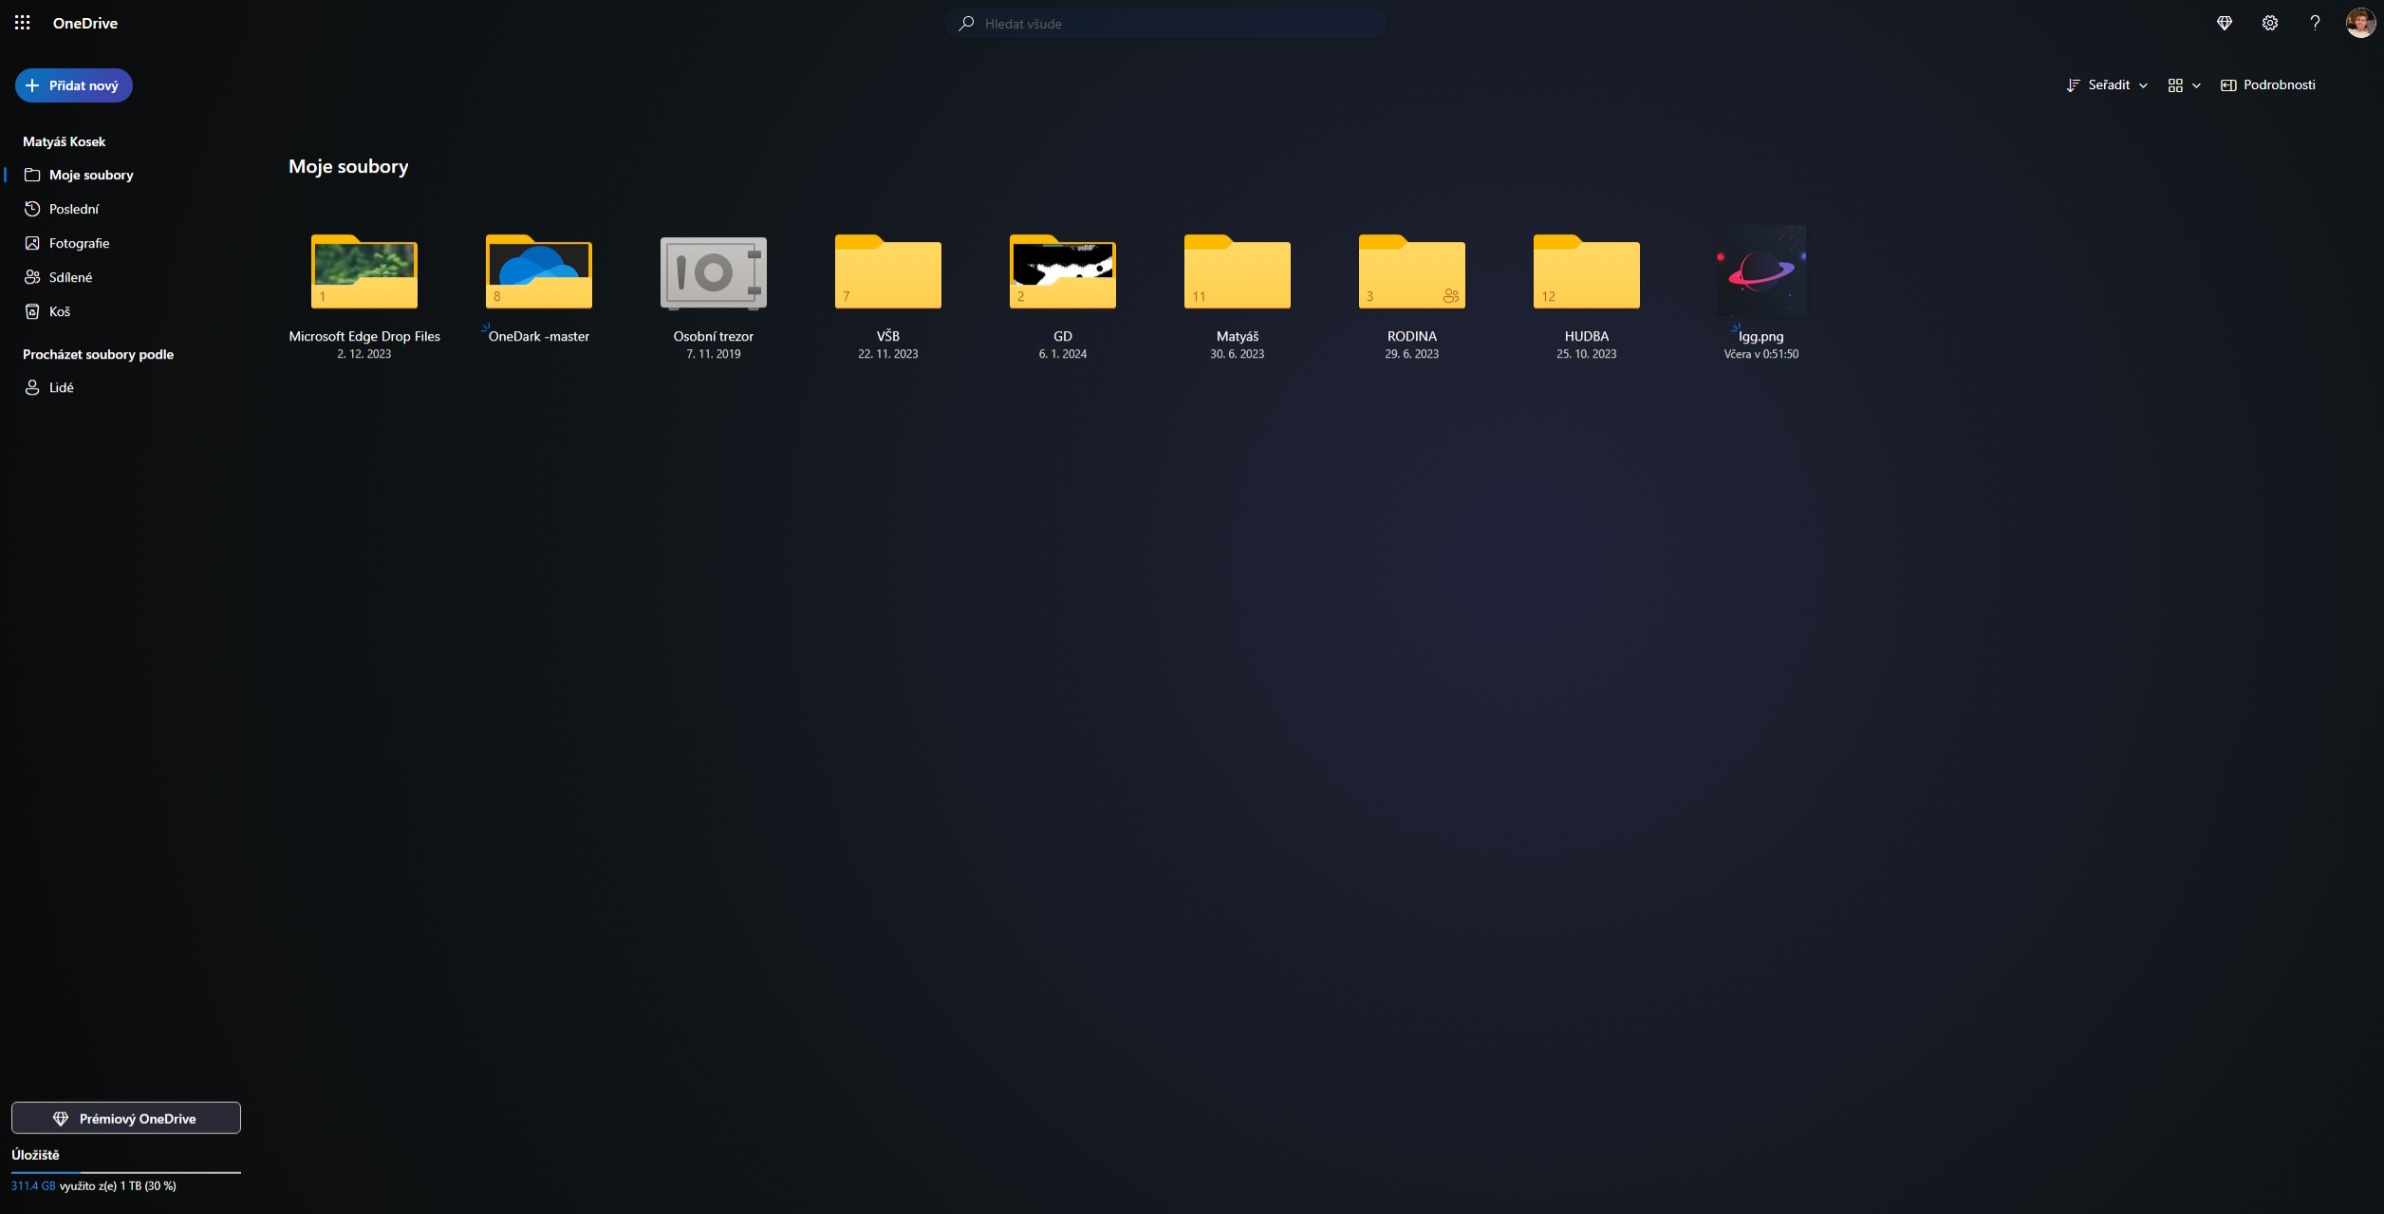 OneDrive
Hledat všude
Přidat nový
Seřadit
Podrobnosti
Matyáš Kosek
Moje soubory
Poslední
Fotografie
Sdílené
Koš
Procházet soubory podle
Lidé
Moje soubory
1
8
7
2
11
3
12
Microsoft Edge Drop Files
2. 12. 2023
OneDark -master
Osobní trezor
7. 11. 2019
VŠB
22. 11. 2023
GD
6. 1. 2024
Matyáš
30. 6. 2023
RODINA
29. 6. 2023
HUDBA
25. 10. 2023
lgg.png
Včera v 0:51:50
Prémiový OneDrive
Úložiště
311.4 GB využito z(e) 1 TB (30 %)